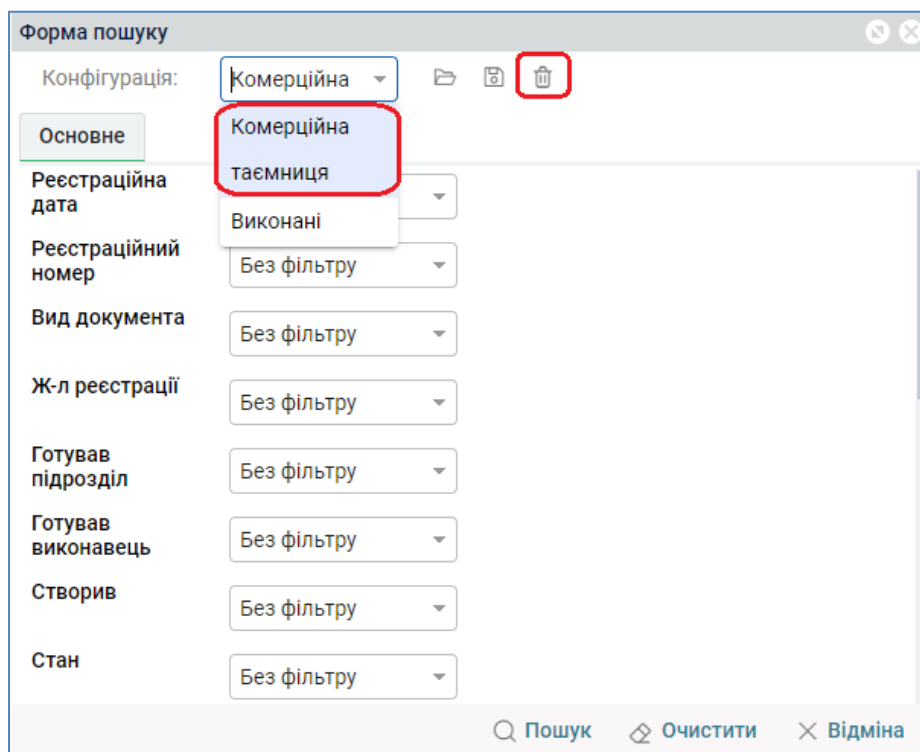 Форма пошуку
Конфігурація:
Комерційна
Комерційна
таємниця
Виконані
Основне
Реєстраційна
дата
Реєстраційний
номер
Без фільтру
Вид документа
Без фільтру
Ж-л реєстрації
Без фільтру
Готував
підрозділ
Без фільтру
Готував
виконавець
Без фільтру
Створив
Без фільтру
Стан
Без фільтру
Пошук
Очистити
Відміна